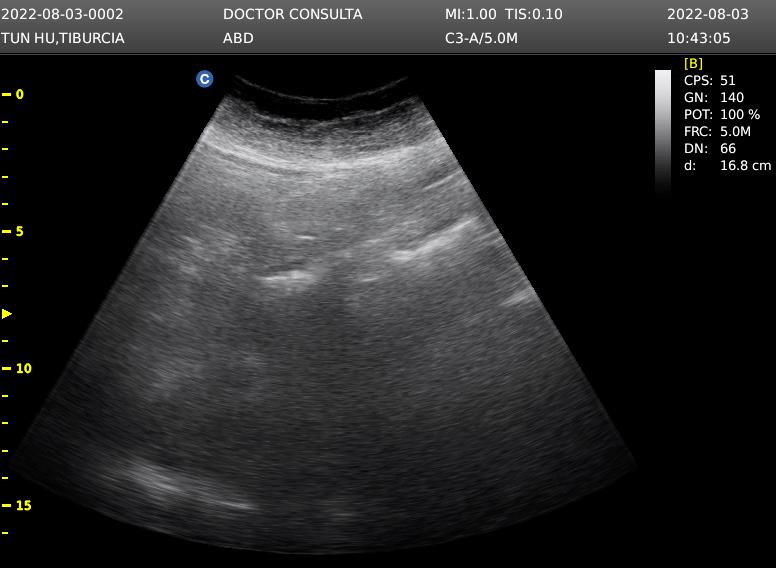 2022-08-03-0002 DOCTOR CONSULTA MI:1.00 TIS:0.10 2022-08-03
TUN HU,TIBURCIA ABD C3-A/5.0M 10:43:05
C
[B]
CPS: 51
GN: 140
POT: 100 %
FRC: 5.0M
DN: 66
d: 16.8 cm
0
5
10
15